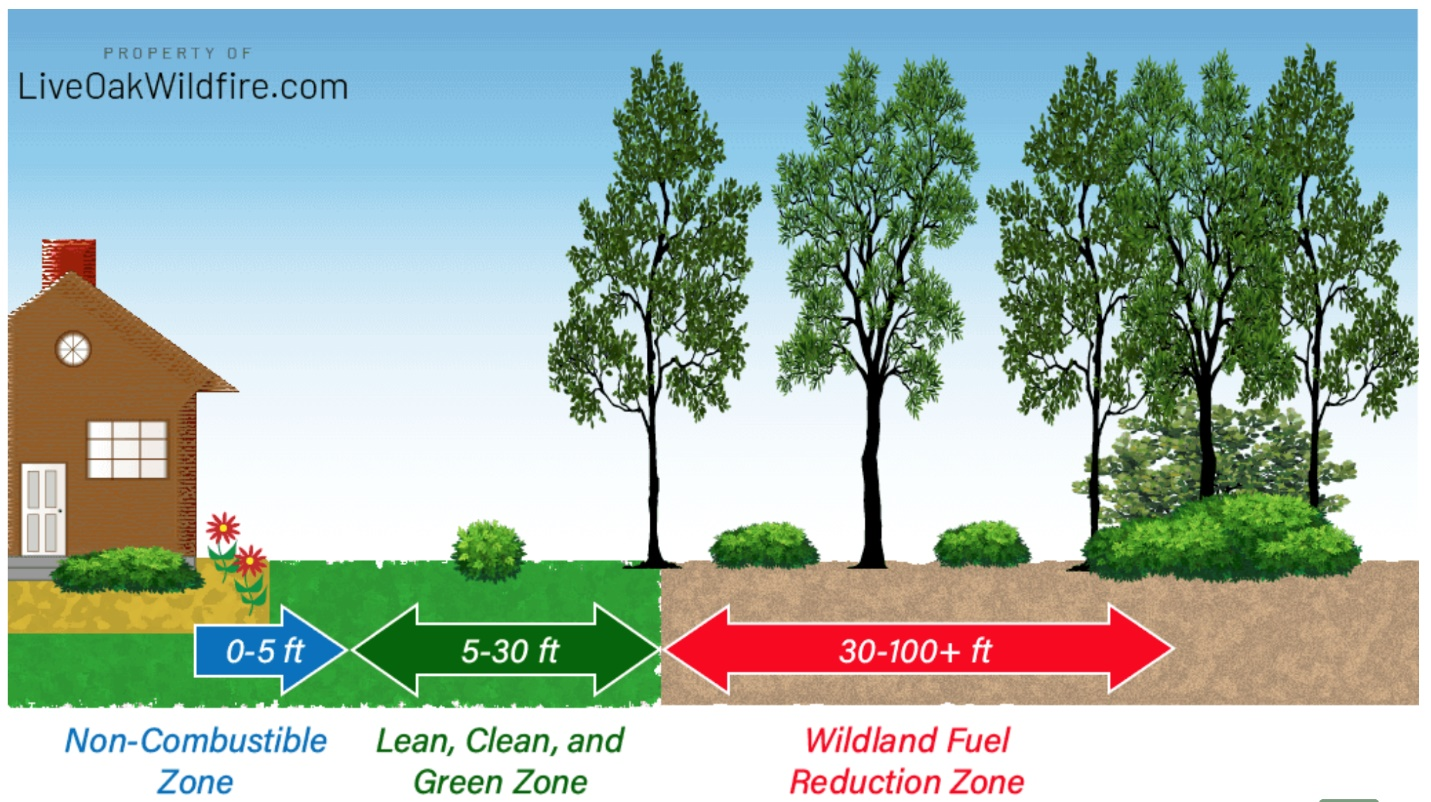 PROPERTY OF
LiveOakWildfire.com
0-5 ft
5-30 ft
30-100+ ft
Non-Combustible
Zone
Lean, Clean, and
Green Zone
Wildland Fuel
Reduction Zone